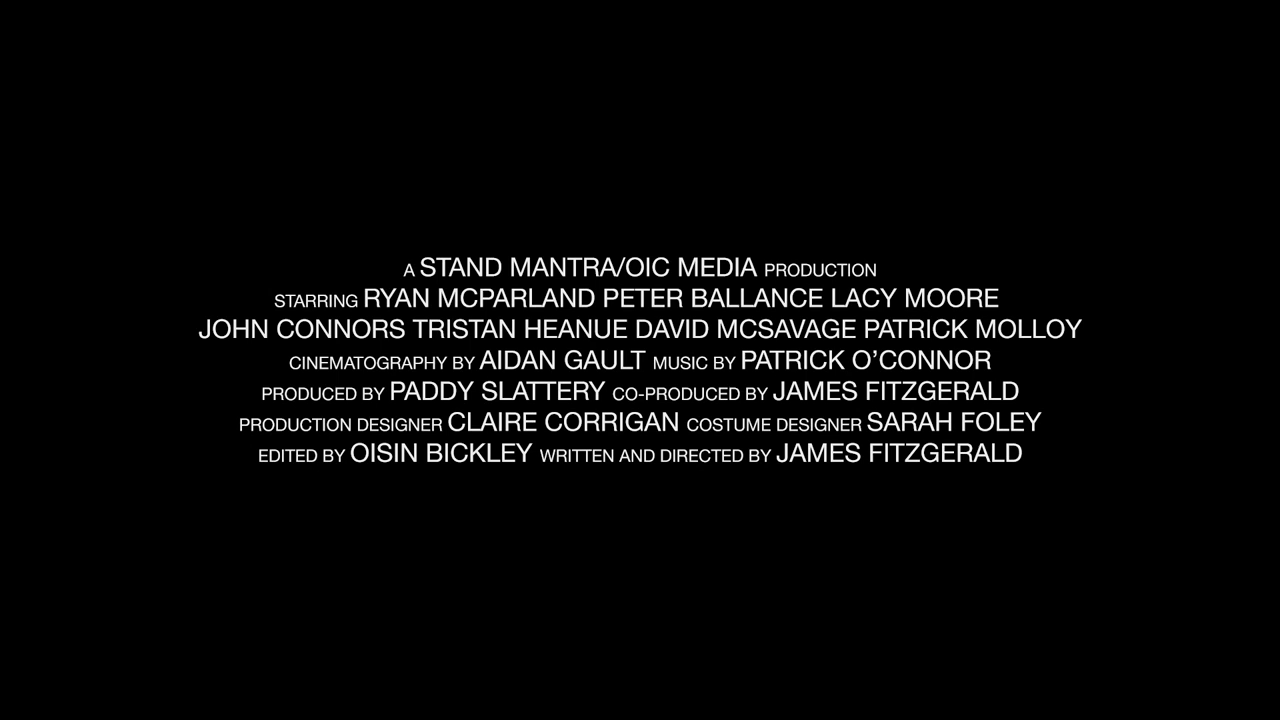 A STAND MANTRA/OIC MEDIA PRODUCTION
STARRING RYAN MCPARLAND PETER BALLANCE LACY MOORE
JOHN CONNORS TRISTAN HEANUE DAVID MCSAVAGE PATRICK MOLLOY
CINEMATOGRAPHY BY AIDAN GAULT MUSIC BY PATRICK O’CONNOR
PRODUCED BY PADDY SLATTERY CO-PRODUCED BY JAMES FITZGERALD
PRODUCTION DESIGNER CLAIRE CORRIGAN COSTUME DESIGNER SARAH FOLEY
EDITED BY OISIN BICKLEY WRITTEN AND DIRECTED BY JAMES FITZGERALD